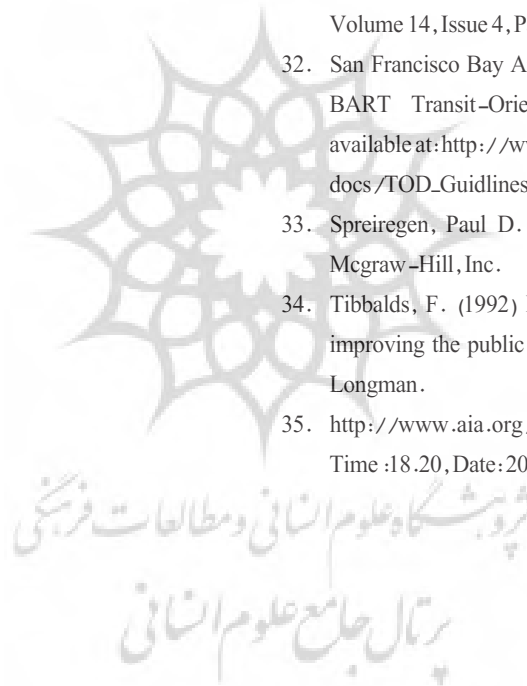 Volume 14, Issue 4, P
32. San Francisco Bay A
BART Transit-Orie
available at: http://w
docs/TOD_Guidlines
33. Spreiregen, Paul D.
Mcgraw-Hill, Inc.
34. Tibbalds, F. (1992)
improving the public
Longman.
35. http://www.aia.org
Time :18.20, Date: 20
پژوهشگاه علوم انسانی و مطالعات فرهنگی
پرتال جامع علوم انسانی